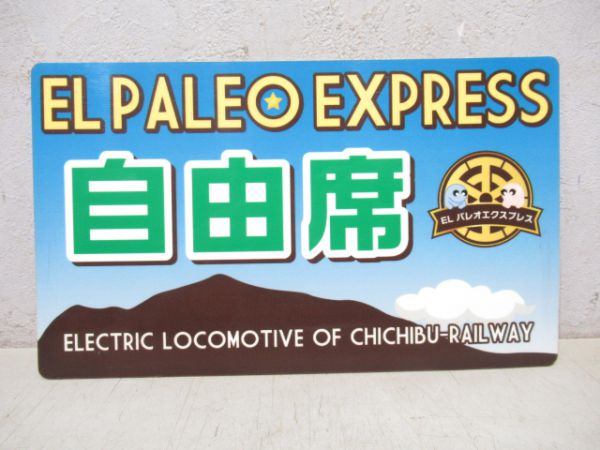 EL PALEO EXPRESS
自由席
EL パレオエクスプレス
ELECTRIC LOCOMOTIVE OF CHICHIBU-RAILWAY